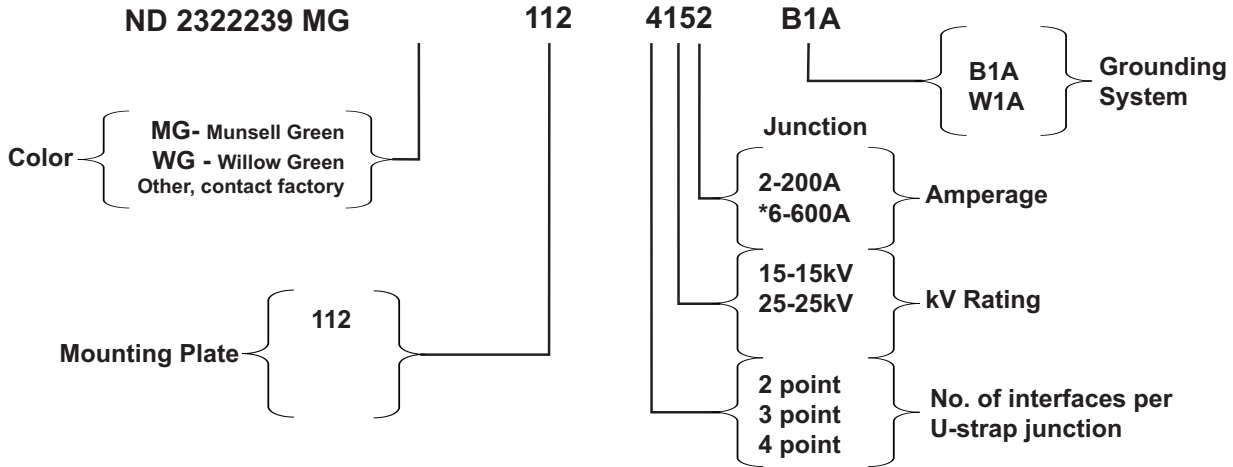 ND 2322239 MG 112 4152 B1A
B1A
W1A
Grounding
System
Color
MG- Munsell Green
WG - Willow Green
Other, contact factory
Junction
2-200A
*6-600A
Amperage
15-15kV
25-25kV
kV Rating
Mounting Plate
112
2 point
3 point
4 point
No. of interfaces per
U-strap junction